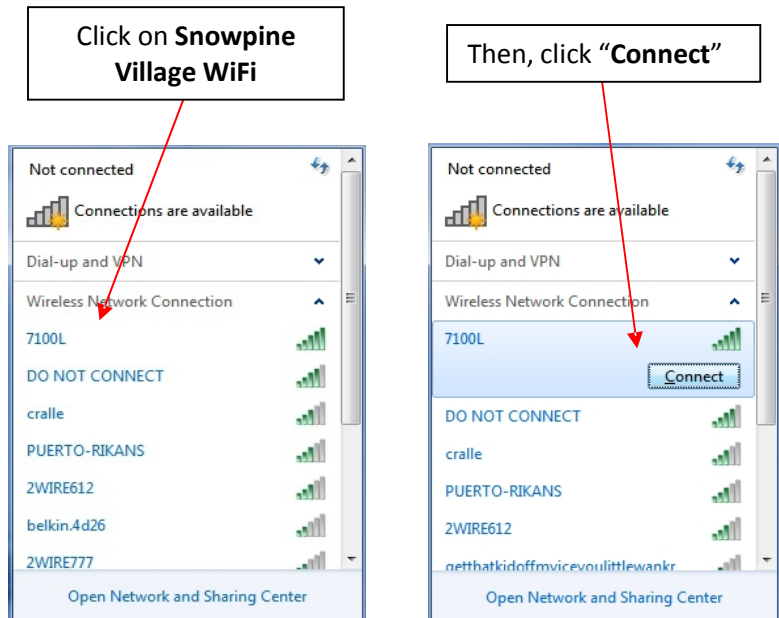 Click on Snowpine
Village WiFi
Then, click “Connect”
Not connected
Connections are available
Dial-up and VPN
Wireless Network Connection
7100L
DO NOT CONNECT
cralle
PUERTO-RIKANS
2WIRE612
belkin.4d26
2WIRE777
Open Network and Sharing Center
Not connected
Connections are available
Dial-up and VPN
Wireless Network Connection
7100L
Connect
DO NOT CONNECT
cralle
PUERTO-RIKANS
2WIRE612
getthatkidoffmyiceyoulittlewankr
Open Network and Sharing Center